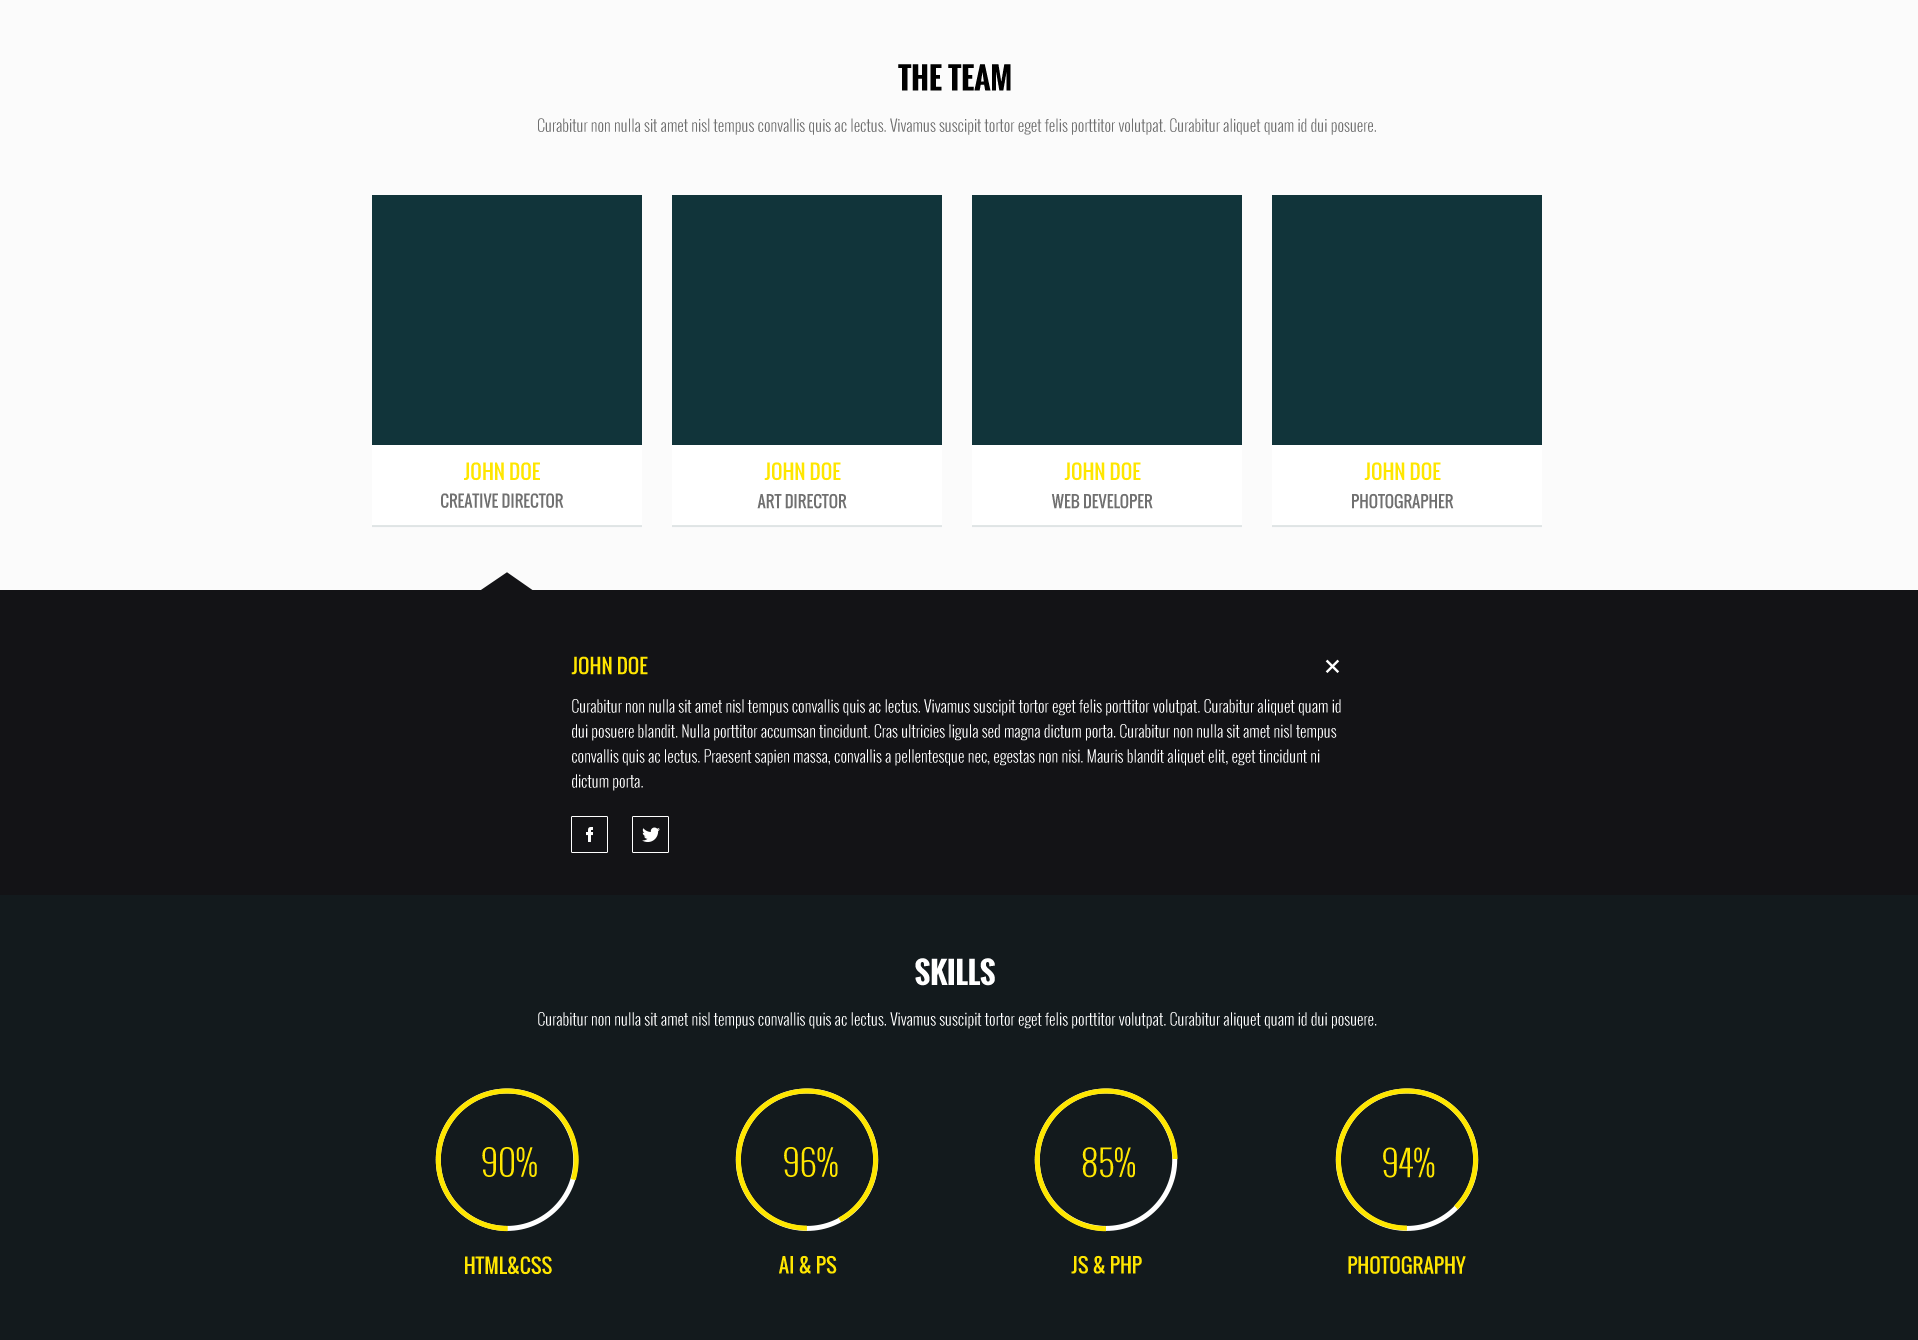 THE TEAM
Curabitur non nulla sit amet nisl tempus convallis quis ac lectus. Vivamus suscipit tortor eget felis porttitor volutpat. Curabitur aliquet quam id dui posuere.
JOHN DOE
CREATIVE DIRECTOR
JOHN DOE
ART DIRECTOR
JOHN DOE
WEB DEVELOPER
JOHN DOE
PHOTOGRAPHER
JOHN DOE
Curabitur non nulla sit amet nisl tempus convallis quis ac lectus. Vivamus suscipit tortor eget felis porttitor volutpat. Curabitur aliquet quam id
dui posuere blandit. Nulla porttitor accumsan tincidunt. Cras ultricies ligula sed magna dictum porta. Curabitur non nulla sit amet nisl tempus
convallis quis ac lectus. Praesent sapien massa, convallis a pellentesque nec, egestas non nisi. Mauris blandit aliquet elit, eget tincidunt ni
dictum porta.
SKILLS
Curabitur non nulla sit amet nisl tempus convallis quis ac lectus. Vivamus suscipit tortor eget felis porttitor volutpat. Curabitur aliquet quam id dui posuere.
90%
HTML&CSS
96%
AI & PS
85%
JS & PHP
94%
PHOTOGRAPHY